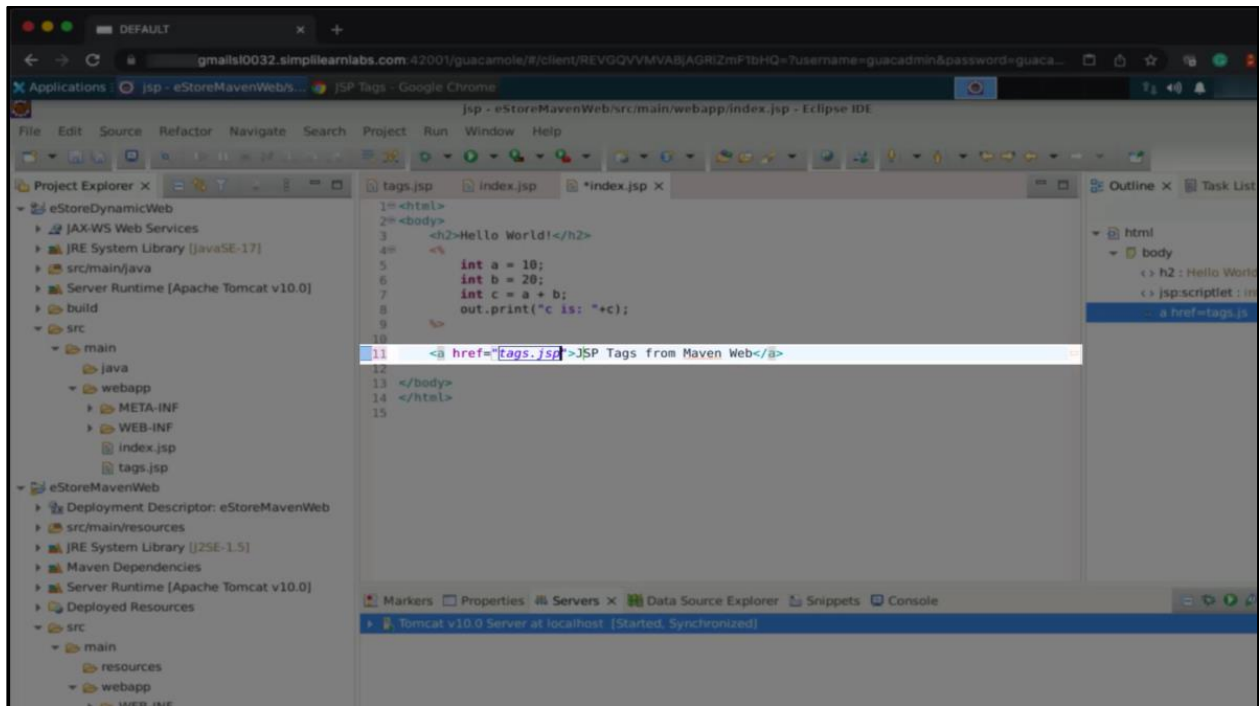 DEFAULT
gmailsl0032.simplilearnlabs.com:42001/guacamole/#/client/REVGQVVMVABjAGRiZmF1bHQ=?username=guacadmin&password=guaca...
Applications jsp - eStoreMavenWeb/s... JSP Tags - Google Chrome
jsp - eStoreMavenWeb/src/main/webapp/index.jsp - Eclipse IDE
File Edit Source Refactor Navigate Search Project Run Window Help
Project Explorer tags.jsp index.jsp *index.jsp Outline Task List
eStoreDynamicWeb
JAX-WS Web Services
JRE System Library [JavaSE-17]
src/main/java
Server Runtime [Apache Tomcat v10.0]
build
src
main
java
webapp
META-INF
WEB-INF
index.jsp
tags.jsp
eStoreMavenWeb
Deployment Descriptor: eStoreMavenWeb
src/main/resources
JRE System Library [J2SE-1.5]
Maven Dependencies
Server Runtime [Apache Tomcat v10.0]
Deployed Resources
src
main
resources
webapp
WEB-INF
1 <html>
2 <body>
3 <h2>Hello World!</h2>
4 <%
5 int a = 10;
6 int b = 20;
7 int c = a + b;
8 out.print("c is: "+c);
9 %>
10
11 <a href="tags.jsp">JSP Tags from Maven Web</a>
12
13 </body>
14 </html>
15
html
body
h2 : Hello World
jsp:scriptlet : in
a href=tags.js
Markers Properties Servers Data Source Explorer Snippets Console
Tomcat v10.0 Server at localhost [Started, Synchronized]